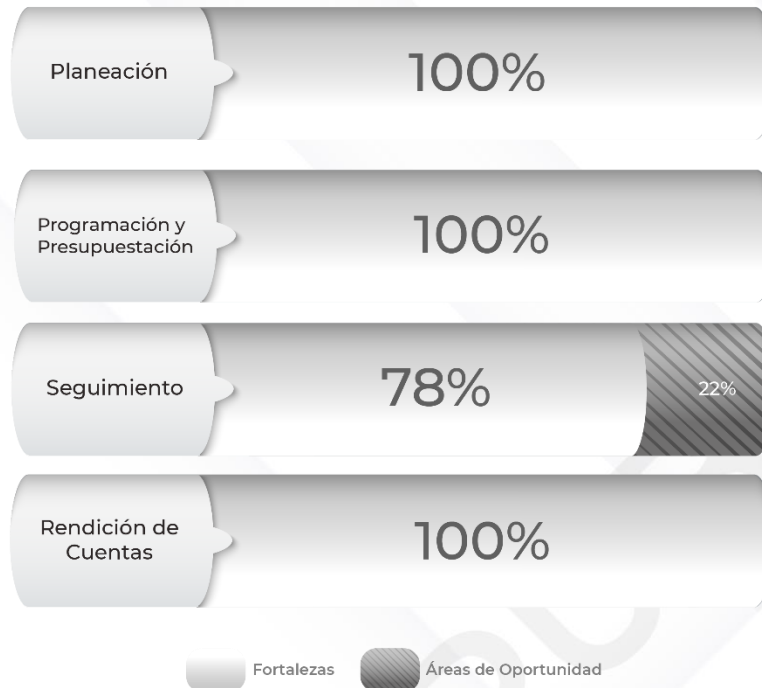 Planeación
100%
Programación y
Presupuestación
100%
Seguimiento
78%
22%
Rendición de
Cuentas
100%
Fortalezas
Áreas de Oportunidad